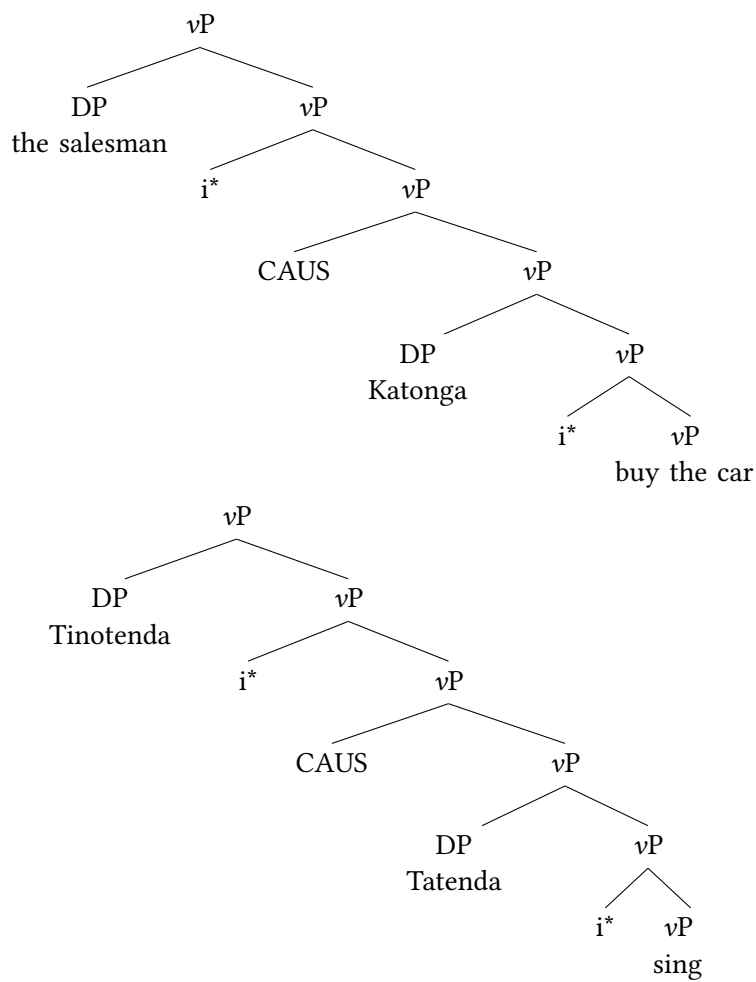 vP
DP vP
the salesman
i* vP
CAUS vP
DP vP
Katonga
i* vP
buy the car
vP
DP vP
Tinotenda
i* vP
CAUS vP
DP vP
Tatenda
i* vP
sing